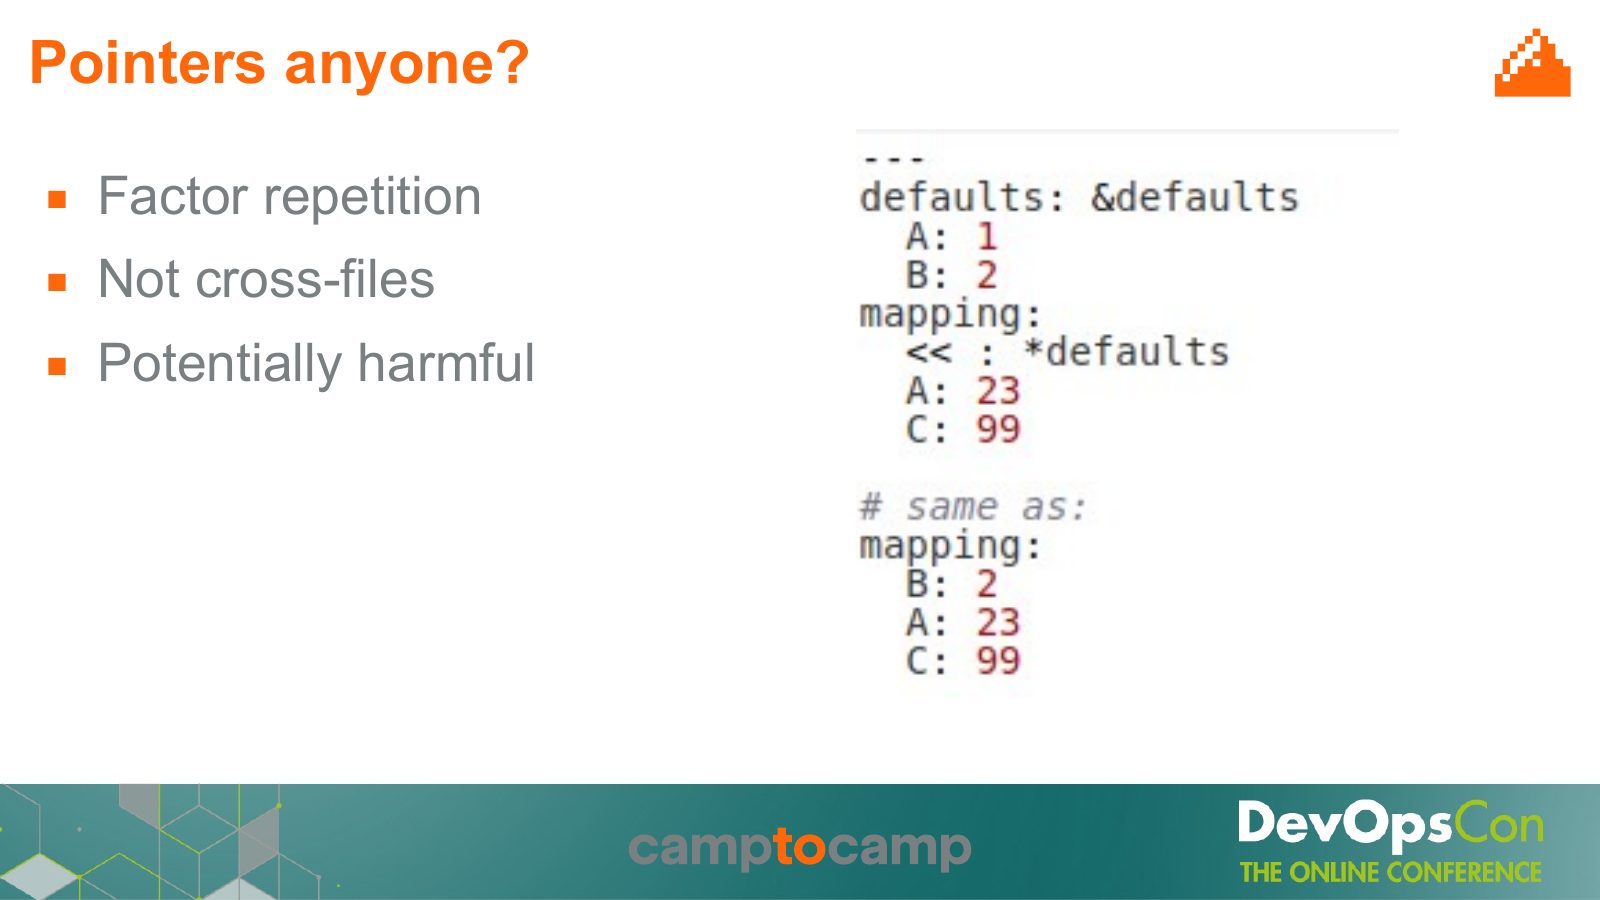 Pointers anyone?
Factor repetition
Not cross-files
Potentially harmful
---
defaults: &defaults
  A: 1
  B: 2
mapping:
  << : *defaults
  A: 23
  C: 99
# same as:
mapping:
  B: 2
  A: 23
  C: 99
camptocamp
DevOpsCon
THE ONLINE CONFERENCE